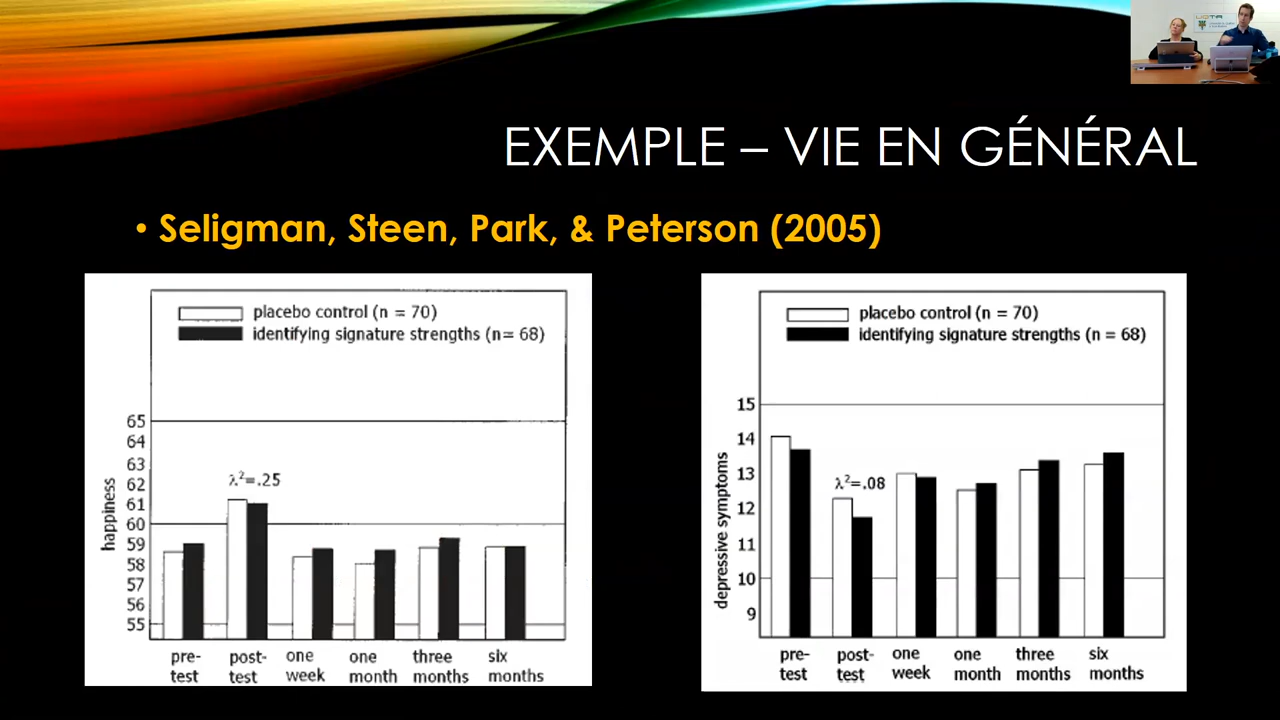 UQTR
EXEMPLE – VIE EN GÉNÉRAL
• Seligman, Steen, Park, & Peterson (2005)
placebo control (n = 70)
identifying signature strengths (n= 68)
65
64
63
62
61
60
59
58
57
56
55
happiness
λ²=.25
pre-test
post-test
one week
one month
three months
six months
placebo control (n = 70)
identifying signature strengths (n = 68)
15
14
13
12
11
10
9
depressive symptoms
λ²=.08
pre-test
post-test
one week
one month
three months
six months